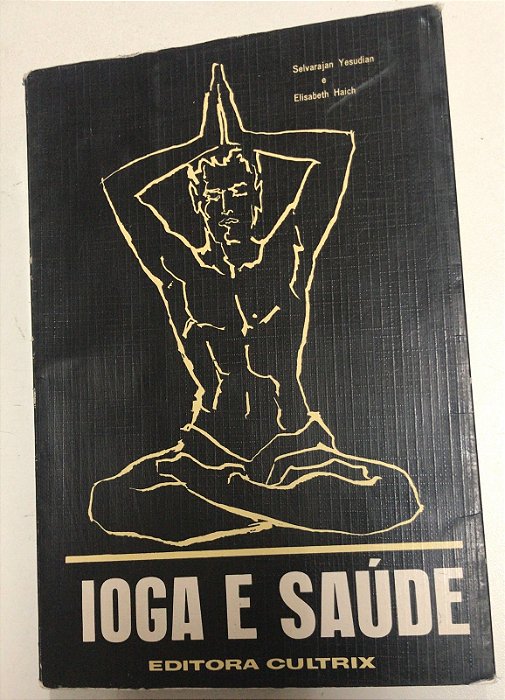 Selvarajan Yesudian
e
Elisabeth Haich
IOGA E SAÚDE
EDITORA CULTRIX